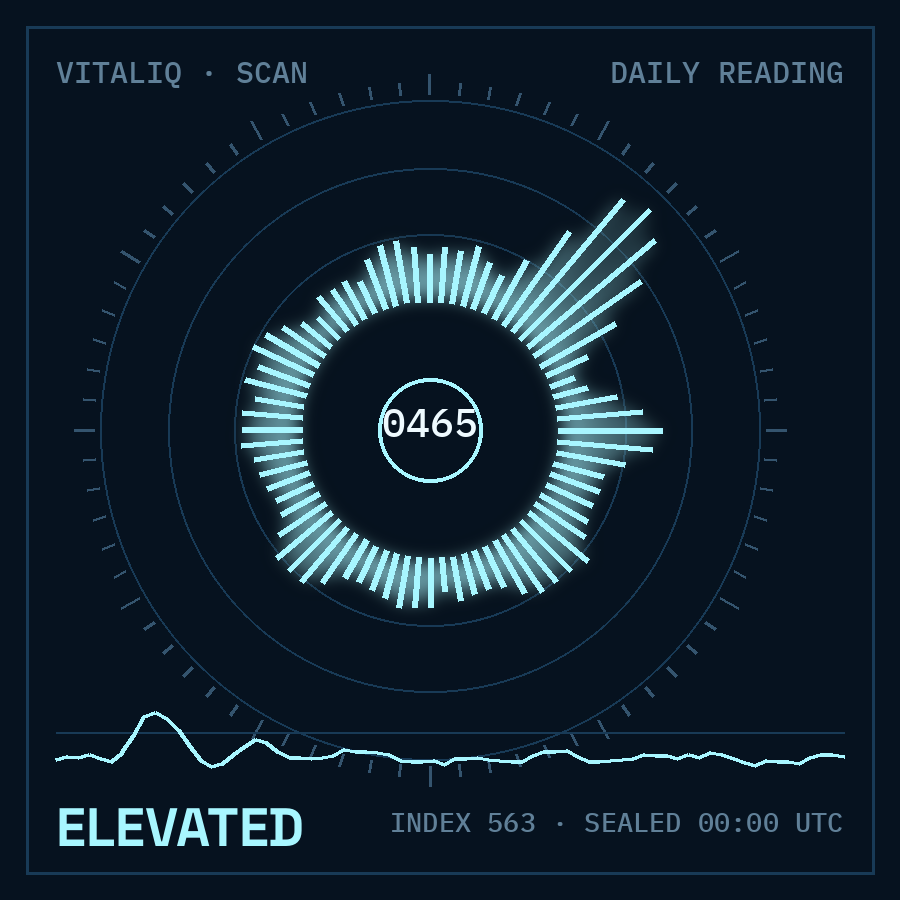 VITALIQ · SCAN
DAILY READING
0465
ELEVATED
INDEX 563 · SEALED 00:00 UTC